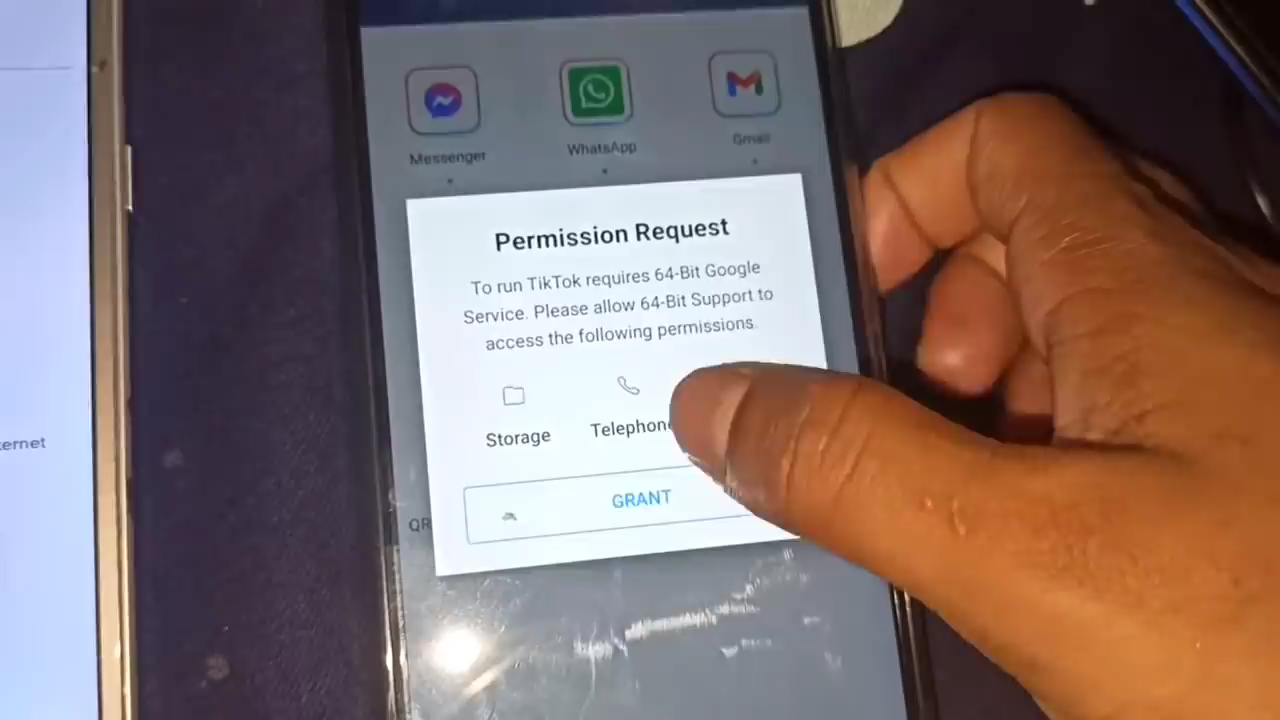 Messenger
WhatsApp
Gmail
Permission Request
To run TikTok requires 64-Bit Google
Service. Please allow 64-Bit Support to
access the following permissions.
Storage
Telephone
GRANT
QR
ernet